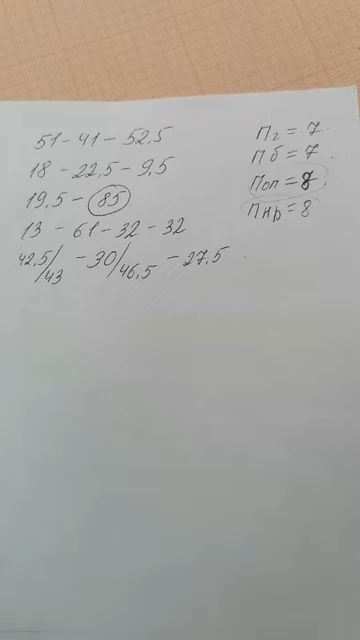 51 - 41 - 52,5
18 - 22,5 - 9,5
19,5 - 85
13 - 61 - 32 - 32
42,5/43 - 30/46,5 - 27,5
Пг = 7
Пб = 7
Поп = 8
Пнр = 8